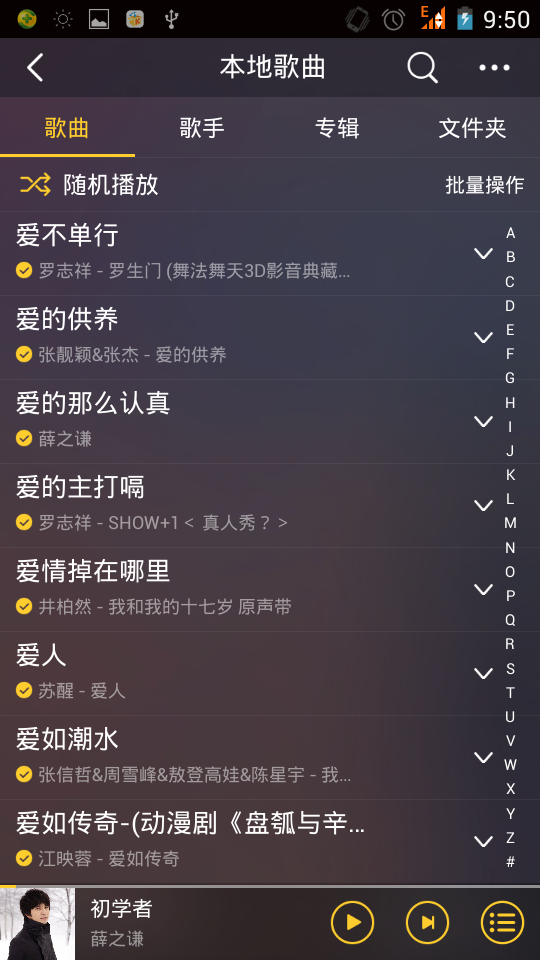 E
9:50
本地歌曲
歌曲 歌手 专辑 文件夹
随机播放 批量操作
爱不单行
罗志祥 - 罗生门 (舞法舞天3D影音典藏...
爱的供养
张靓颖&张杰 - 爱的供养
爱的那么认真
薛之谦
爱的主打嗝
罗志祥 - SHOW+1 < 真人秀? >
爱情掉在哪里
井柏然 - 我和我的十七岁 原声带
爱人
苏醒 - 爱人
爱如潮水
张信哲&周雪峰&敖登高娃&陈星宇 - 我...
爱如传奇-(动漫剧《盘瓠与辛...
江映蓉 - 爱如传奇
A
B
C
D
E
F
G
H
I
J
K
L
M
N
O
P
Q
R
S
T
U
V
W
X
Y
Z
#
初学者
薛之谦